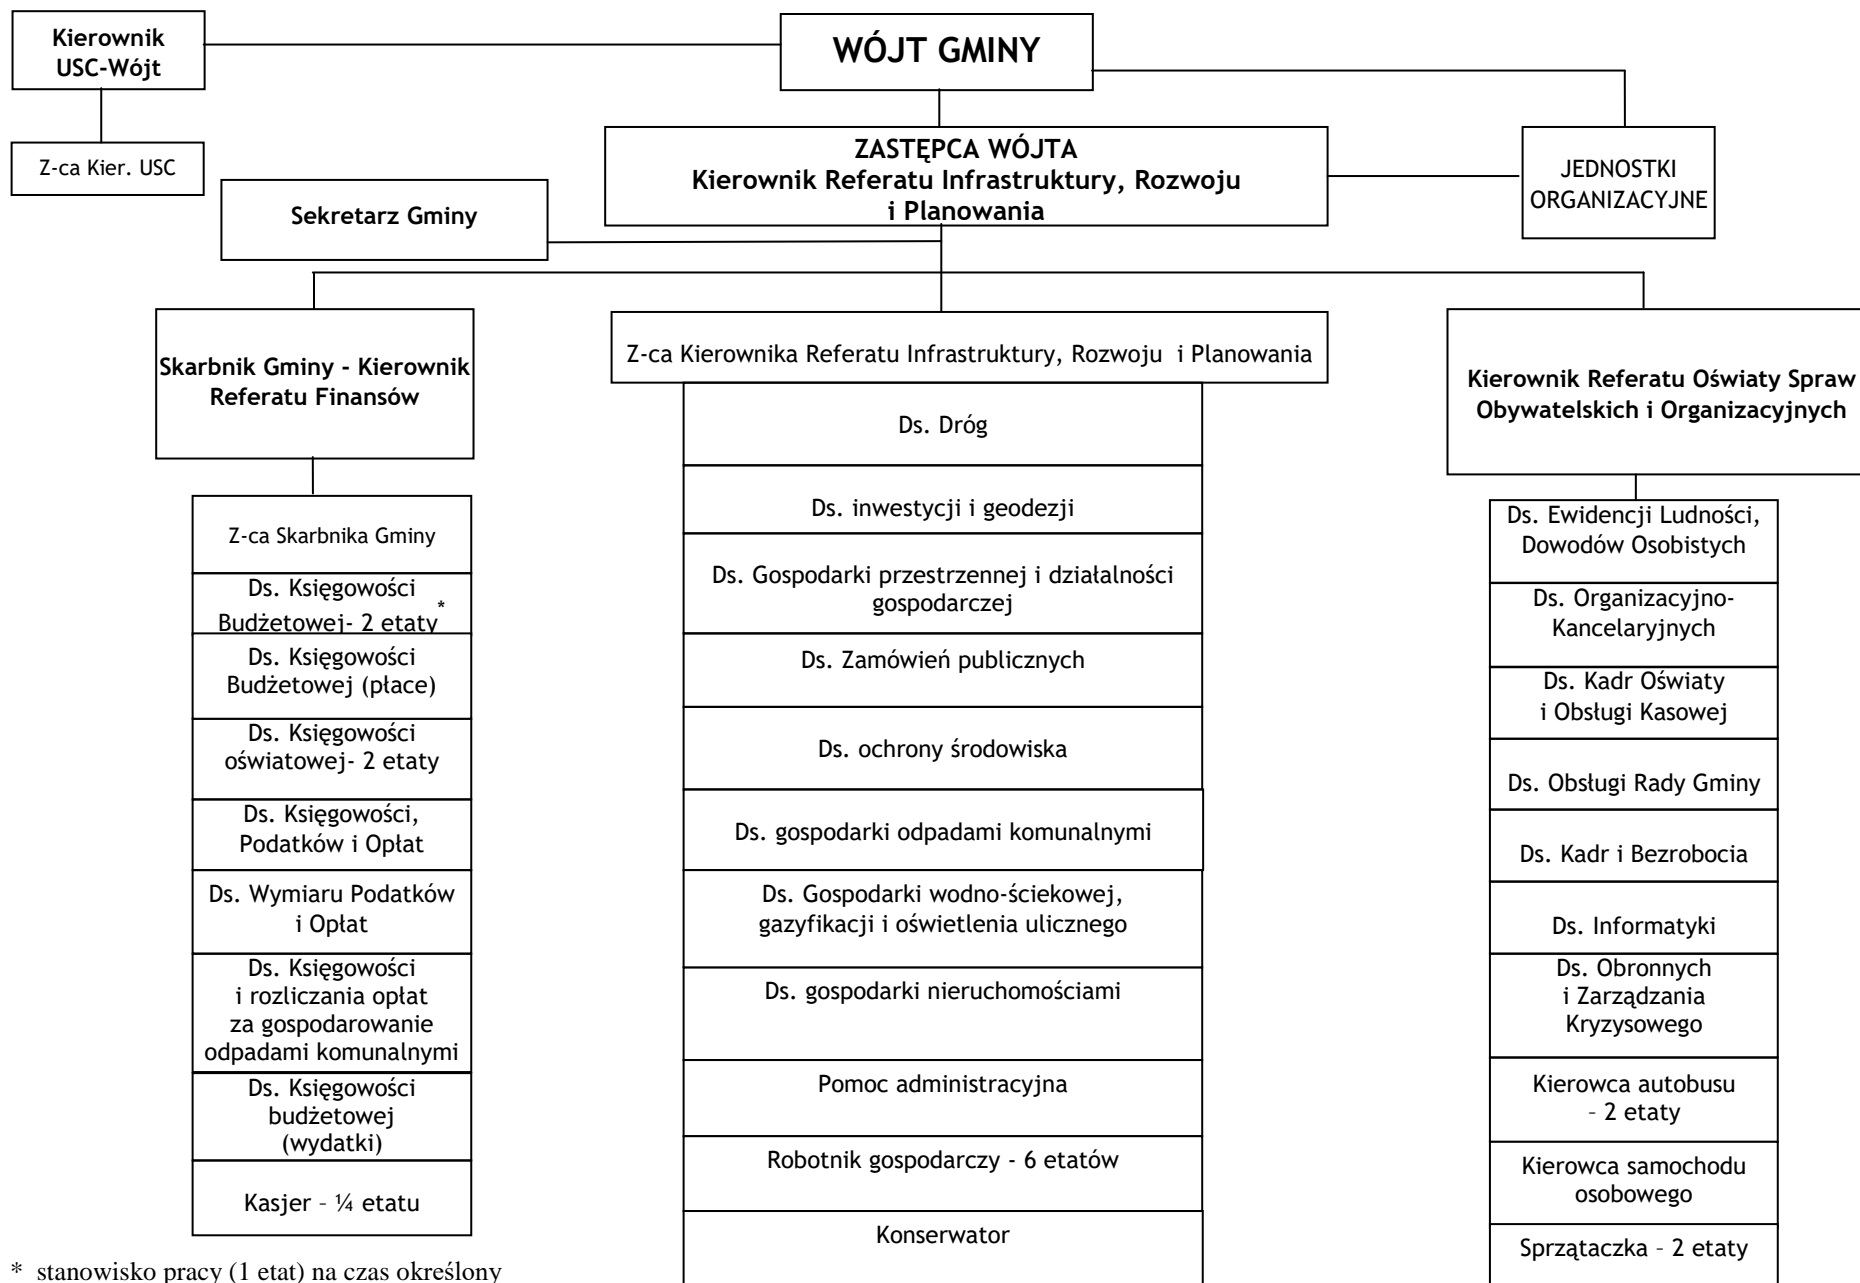 Kierownik
USC-Wójt
WÓJT GMINY
Z-ca Kier. USC
ZASTĘPCA WÓJTA
Kierownik Referatu Infrastruktury, Rozwoju
i Planowania
JEDNOSTKI
ORGANIZACYJNE
Sekretarz Gminy
Skarbnik Gminy - Kierownik
Referatu Finansów
Z-ca Skarbnika Gminy
Ds. Księgowości
Budżetowej- 2 etaty*
Ds. Księgowości
Budżetowej (płace)
Ds. Księgowości
oświatowej- 2 etaty
Ds. Księgowości,
Podatków i Opłat
Ds. Wymiaru Podatków
i Opłat
Ds. Księgowości
i rozliczania opłat
za gospodarowanie
odpadami komunalnymi
Ds. Księgowości
budżetowej
(wydatki)
Kasjer – ¼ etatu
Z-ca Kierownika Referatu Infrastruktury, Rozwoju i Planowania
Ds. Dróg
Ds. inwestycji i geodezji
Ds. Gospodarki przestrzennej i działalności
gospodarczej
Ds. Zamówień publicznych
Ds. ochrony środowiska
Ds. gospodarki odpadami komunalnymi
Ds. Gospodarki wodno-ściekowej,
gazyfikacji i oświetlenia ulicznego
Ds. gospodarki nieruchomościami
Pomoc administracyjna
Robotnik gospodarczy - 6 etatów
Konserwator
Kierownik Referatu Oświaty Spraw
Obywatelskich i Organizacyjnych
Ds. Ewidencji Ludności,
Dowodów Osobistych
Ds. Organizacyjno-
Kancelaryjnych
Ds. Kadr Oświaty
i Obsługi Kasowej
Ds. Obsługi Rady Gminy
Ds. Kadr i Bezrobocia
Ds. Informatyki
Ds. Obronnych
i Zarządzania
Kryzysowego
Kierowca autobusu
– 2 etaty
Kierowca samochodu
osobowego
Sprzątaczka – 2 etaty
* stanowisko pracy (1 etat) na czas określony